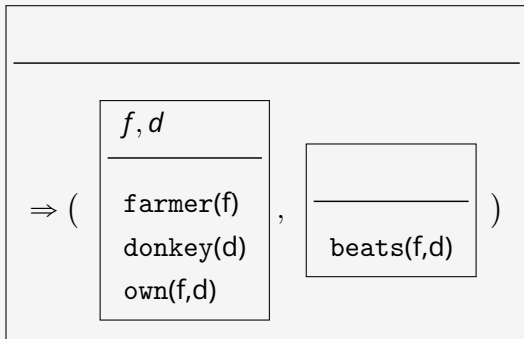 f, d
farmer(f)
⇒ ( donkey(d) , beats(f,d) )
own(f,d)